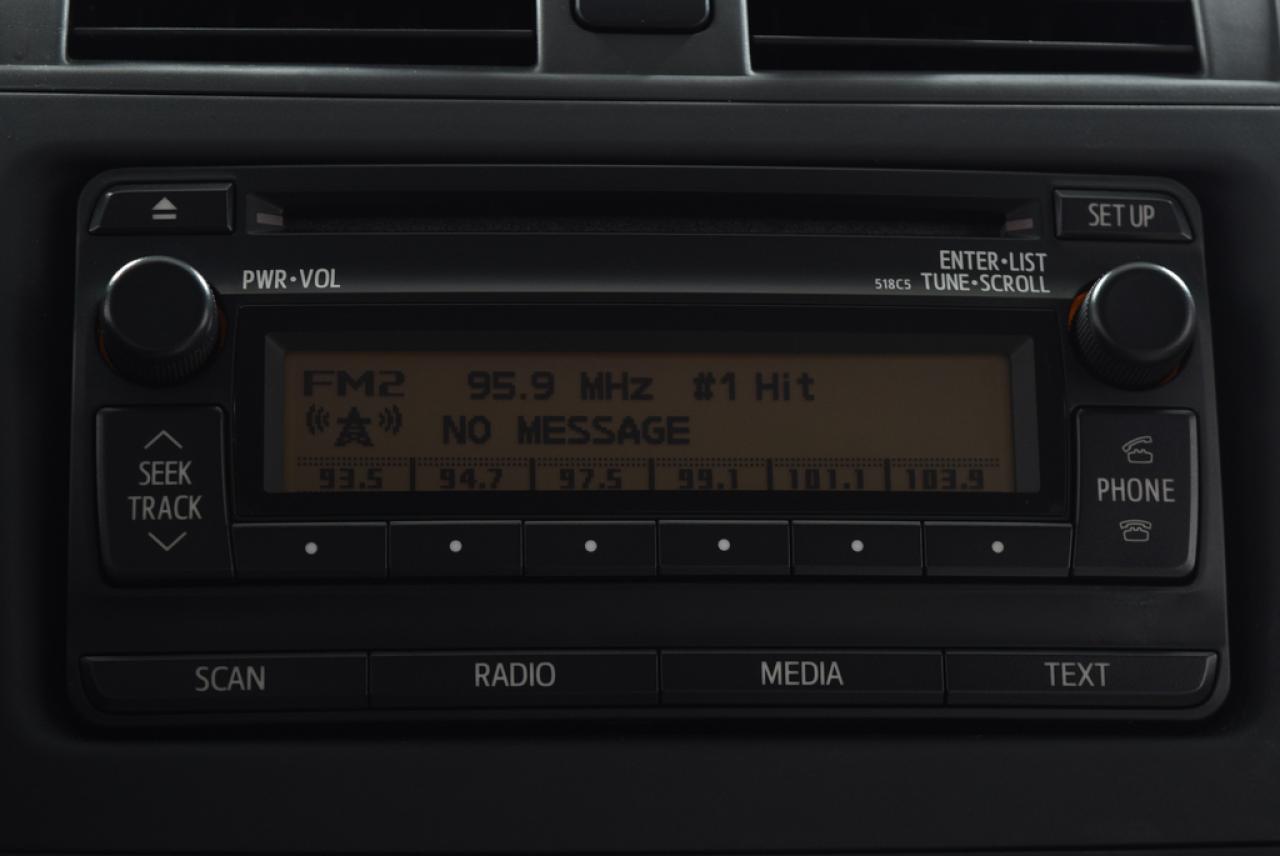 SET UP
PWR•VOL
ENTER•LIST
518C5 TUNE•SCROLL
FM2 95.9 MHz #1 Hit
NO MESSAGE
93.5 94.7 97.5 99.1 101.1 103.9
SEEK
TRACK
PHONE
SCAN RADIO MEDIA TEXT